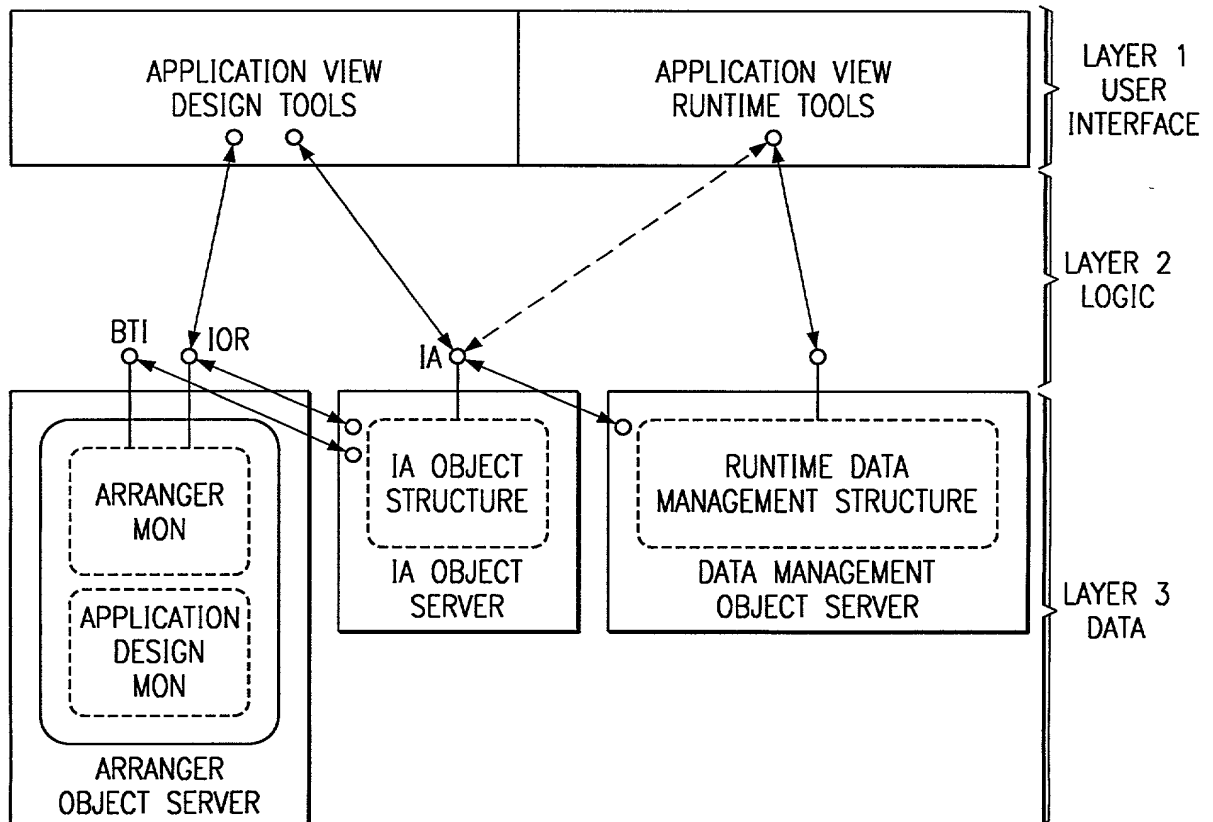 APPLICATION VIEW
DESIGN TOOLS
APPLICATION VIEW
RUNTIME TOOLS
LAYER 1
USER
INTERFACE
LAYER 2
LOGIC
BTI
IOR
IA
ARRANGER
MON
APPLICATION
DESIGN
MON
ARRANGER
OBJECT SERVER
IA OBJECT
STRUCTURE
IA OBJECT
SERVER
RUNTIME DATA
MANAGEMENT STRUCTURE
DATA MANAGEMENT
OBJECT SERVER
LAYER 3
DATA